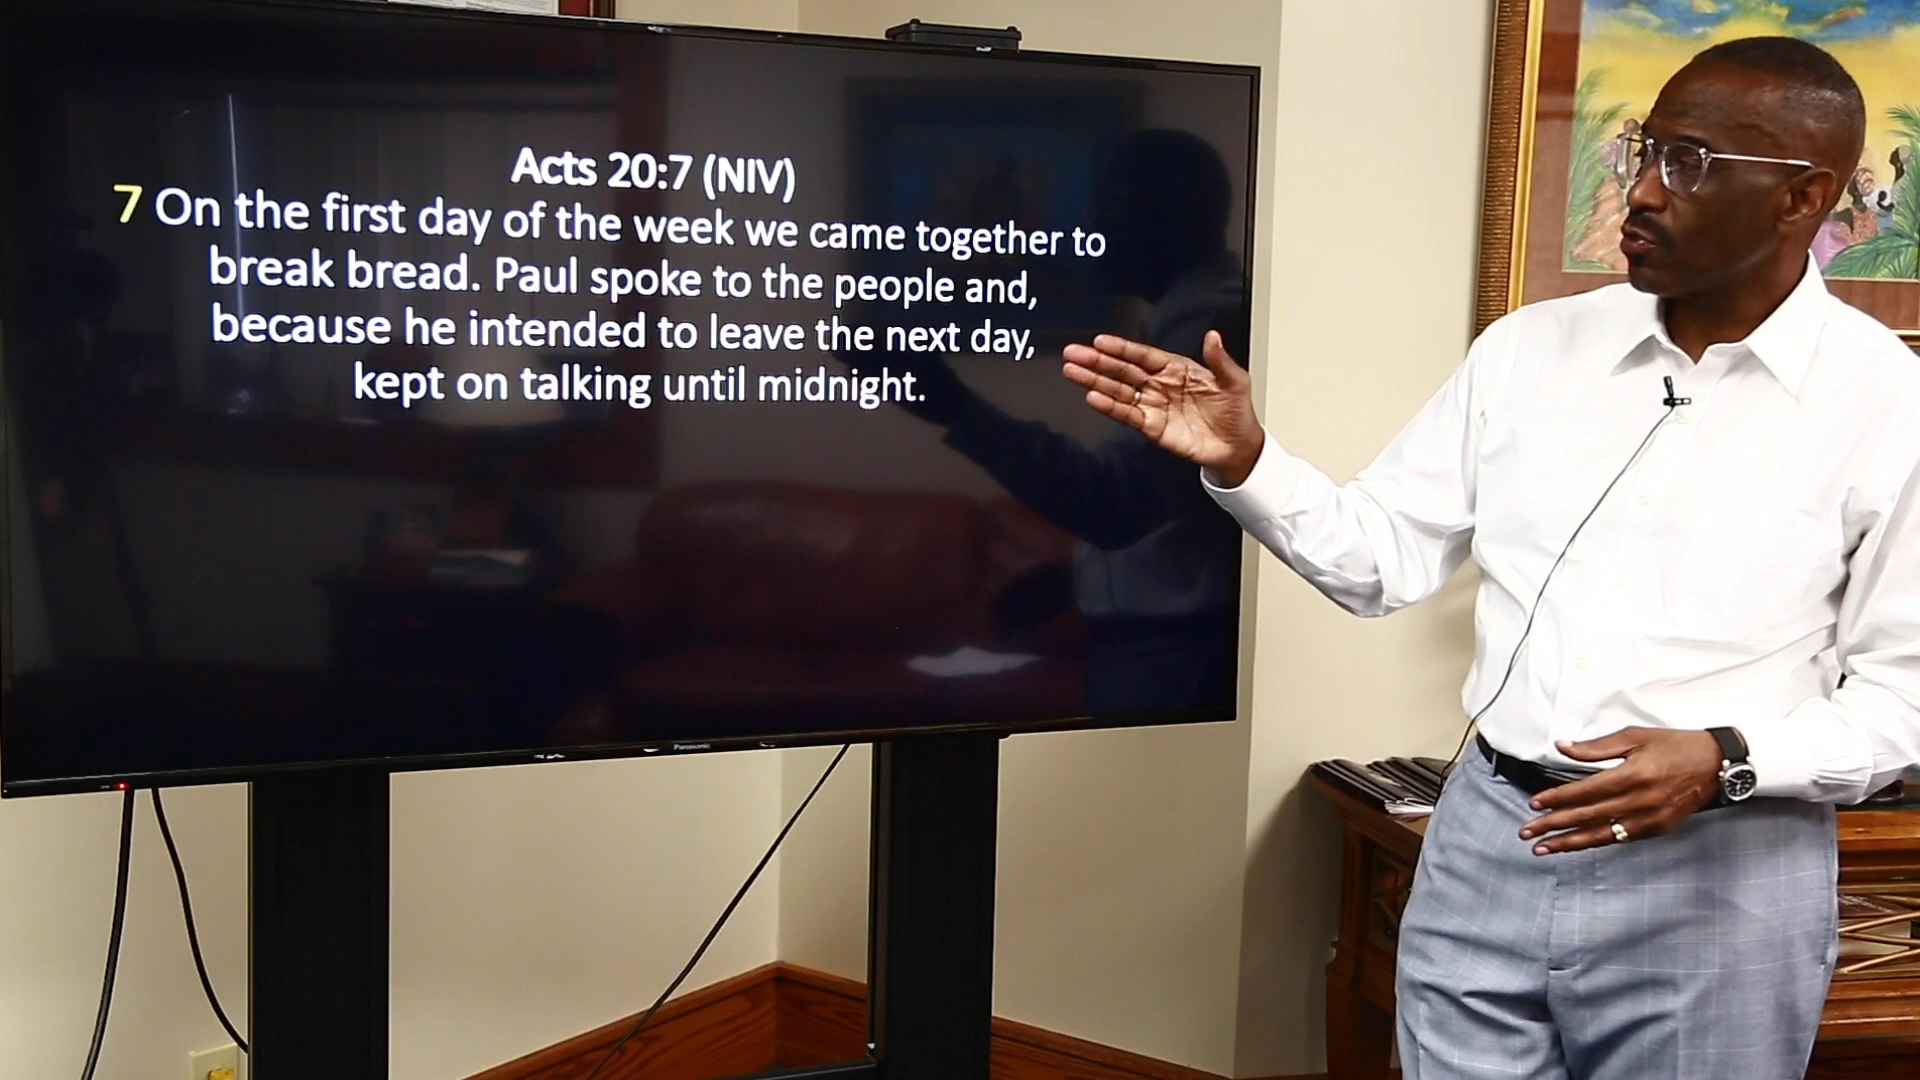 Acts 20:7 (NIV)
7 On the first day of the week we came together to
break bread. Paul spoke to the people and,
because he intended to leave the next day,
kept on talking until midnight.
Panasonic